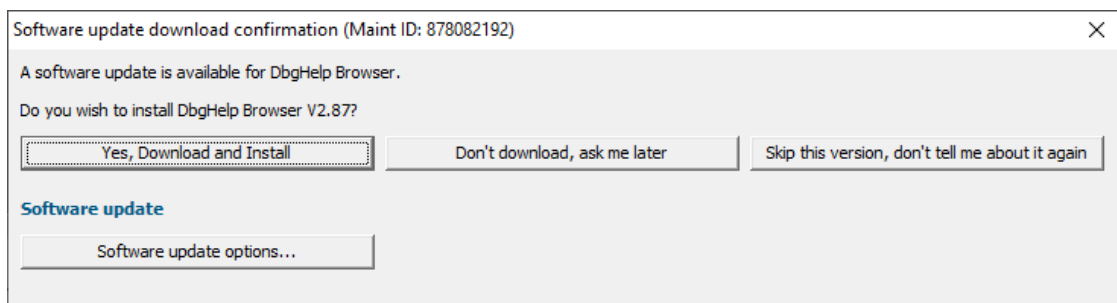 Software update download confirmation (Maint ID: 878082192)
A software update is available for DbgHelp Browser.
Do you wish to install DbgHelp Browser V2.87?
Yes, Download and Install
Don't download, ask me later
Skip this version, don't tell me about it again
Software update
Software update options...